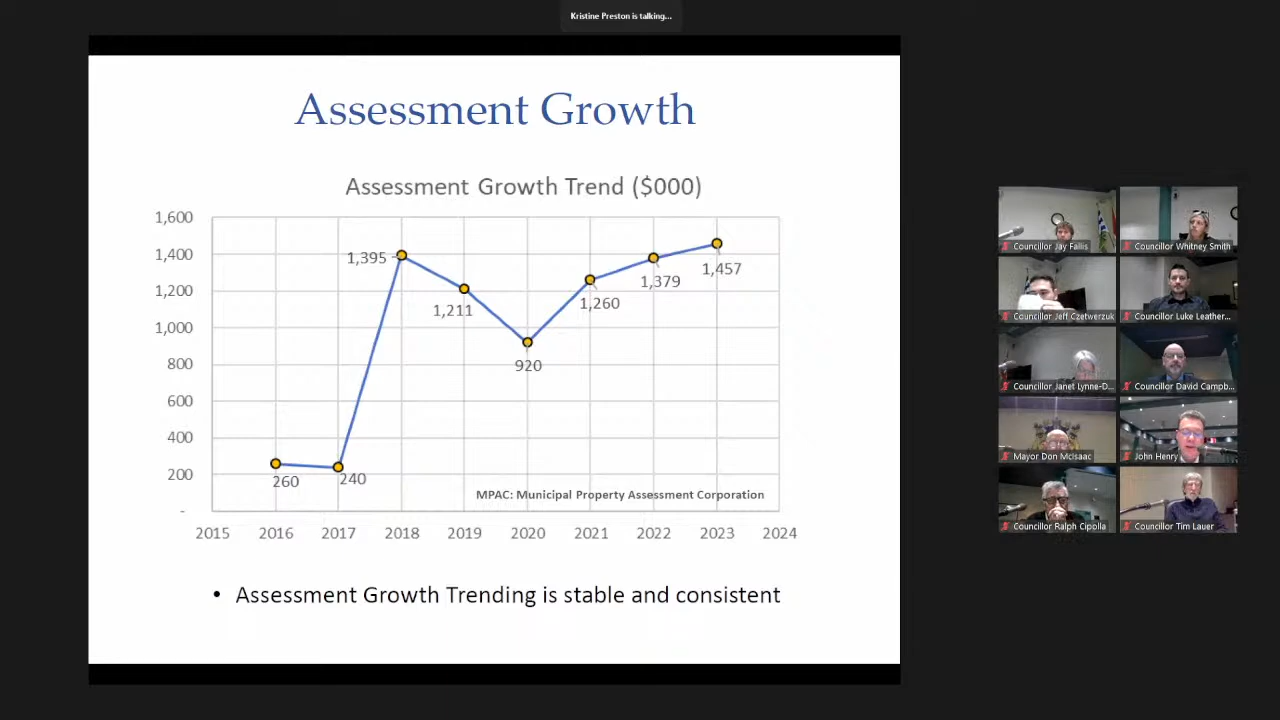 Kristine Preston is talking...
Assessment Growth
Assessment Growth Trend ($000)
1,600
1,400
1,200
1,000
800
600
400
200
-
1,395
1,211
920
1,260
1,379
1,457
260
240
MPAC: Municipal Property Assessment Corporation
2015 2016 2017 2018 2019 2020 2021 2022 2023 2024
• Assessment Growth Trending is stable and consistent
Councillor Jay Fallis
Councillor Whitney Smith
Councillor Jeff Czetwerzuk
Councillor Luke Leather...
Councillor Janet Lynne-D...
Councillor David Campb...
Mayor Don McIsaac
John Henry
Councillor Ralph Cipolla
Councillor Tim Lauer